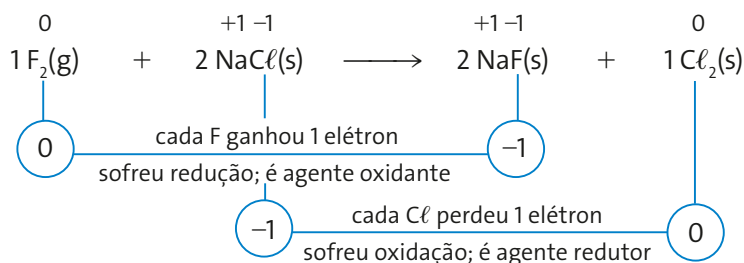 0 +1 –1 +1 –1 0
1 F₂(g) + 2 NaCℓ(s) ⟶ 2 NaF(s) + 1 Cℓ₂(s)
cada F ganhou 1 elétron
0 –1
sofreu redução; é agente oxidante
cada Cℓ perdeu 1 elétron
–1 0
sofreu oxidação; é agente redutor